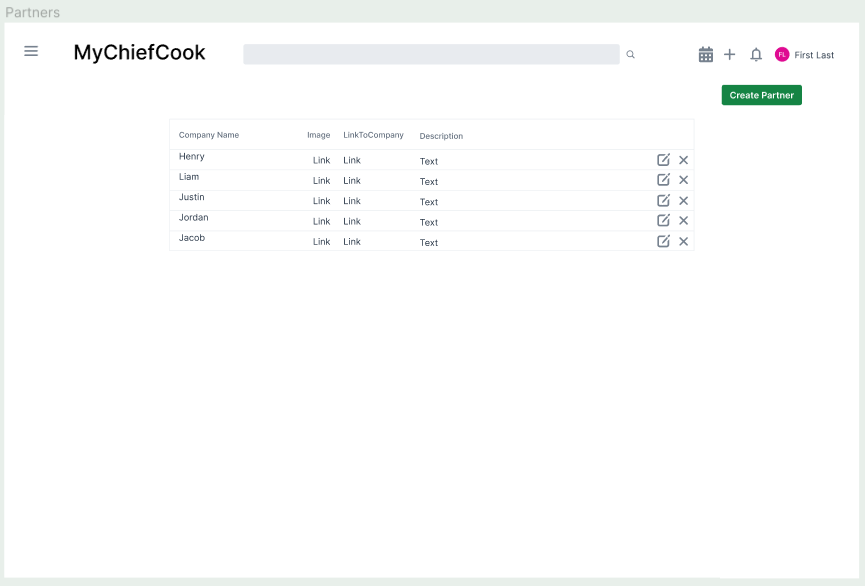 Partners
MyChiefCook
FL First Last
Create Partner
Company Name Image LinkToCompany Description
Henry Link Link Text
Liam Link Link Text
Justin Link Link Text
Jordan Link Link Text
Jacob Link Link Text